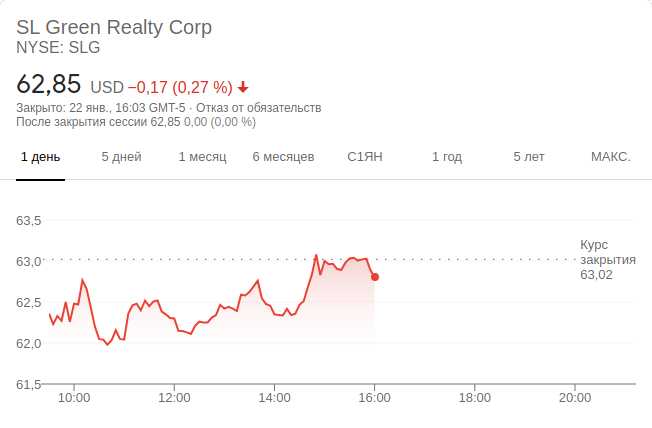 SL Green Realty Corp
NYSE: SLG
62,85 USD −0,17 (0,27 %)
Закрыто: 22 янв., 16:03 GMT-5 · Отказ от обязательств
После закрытия сессии 62,85 0,00 (0,00 %)
1 день 5 дней 1 месяц 6 месяцев С1ЯН 1 год 5 лет МАКС.
63,5
Курс
63,0 закрытия
63,02
62,5
62,0
61,5
10:00 12:00 14:00 16:00 18:00 20:00